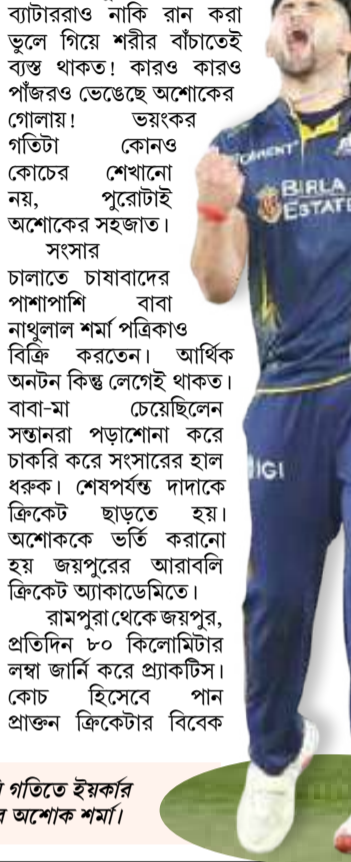 ব্যাটাররাও নাকি রান করা
ভুলে গিয়ে শরীর বাঁচাতেই
ব্যস্ত থাকত! কারও কারও
পাঁজরও ভেঙেছে অশোকের
গোলায়! ভয়ংকর
গতিটা কোনও
কোচের শেখানো
নয়, পুরোটাই
অশোকের সহজাত।
সংসার
চালাতে চাষাবাদের
পাশাপাশি বাবা
নাথুলাল শর্মা পত্রিকাও
বিক্রি করতেন। আর্থিক
অনটন কিন্তু লেগেই থাকত।
বাবা-মা চেয়েছিলেন
সন্তানরা পড়াশোনা করে
চাকরি করে সংসারের হাল
ধরুক। শেষপর্যন্ত দাদাকে
ক্রিকেট ছাড়তে হয়।
অশোককে ভর্তি করানো
হয় জয়পুরের আরাবলি
ক্রিকেট অ্যাকাডেমিতে।
রামপুরা থেকে জয়পুর,
প্রতিদিন ৮০ কিলোমিটার
লম্বা জার্নি করে প্র্যাকটিস।
কোচ হিসেবে পান
প্রাক্তন ক্রিকেটার বিবেক
গতিতে ইয়র্কার
অশোক শর্মা।
BIRLA
ESTATE
IGI